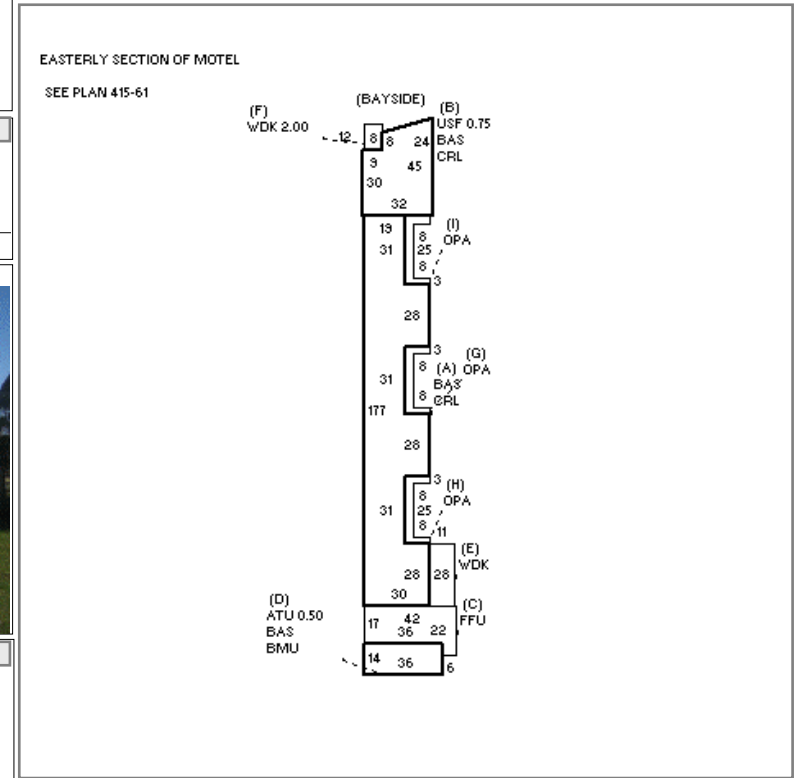 EASTERLY SECTION OF MOTEL
SEE PLAN 415-61
(BAYSIDE)
(F)
WDK 2.00
(B)
USF 0.75
BAS
CRL
12
8
8
24
9
45
30
32
19
31
8
25
8
3
(I)
OPA
28
3
8
31
8
(A)
BAS
CRL
(G)
OPA
177
28
3
8
31
25
8
11
(H)
OPA
(E)
WDK
28
28
30
(D)
ATU 0.50
BAS
BMU
17
42
36
22
(C)
FFU
14
36
6